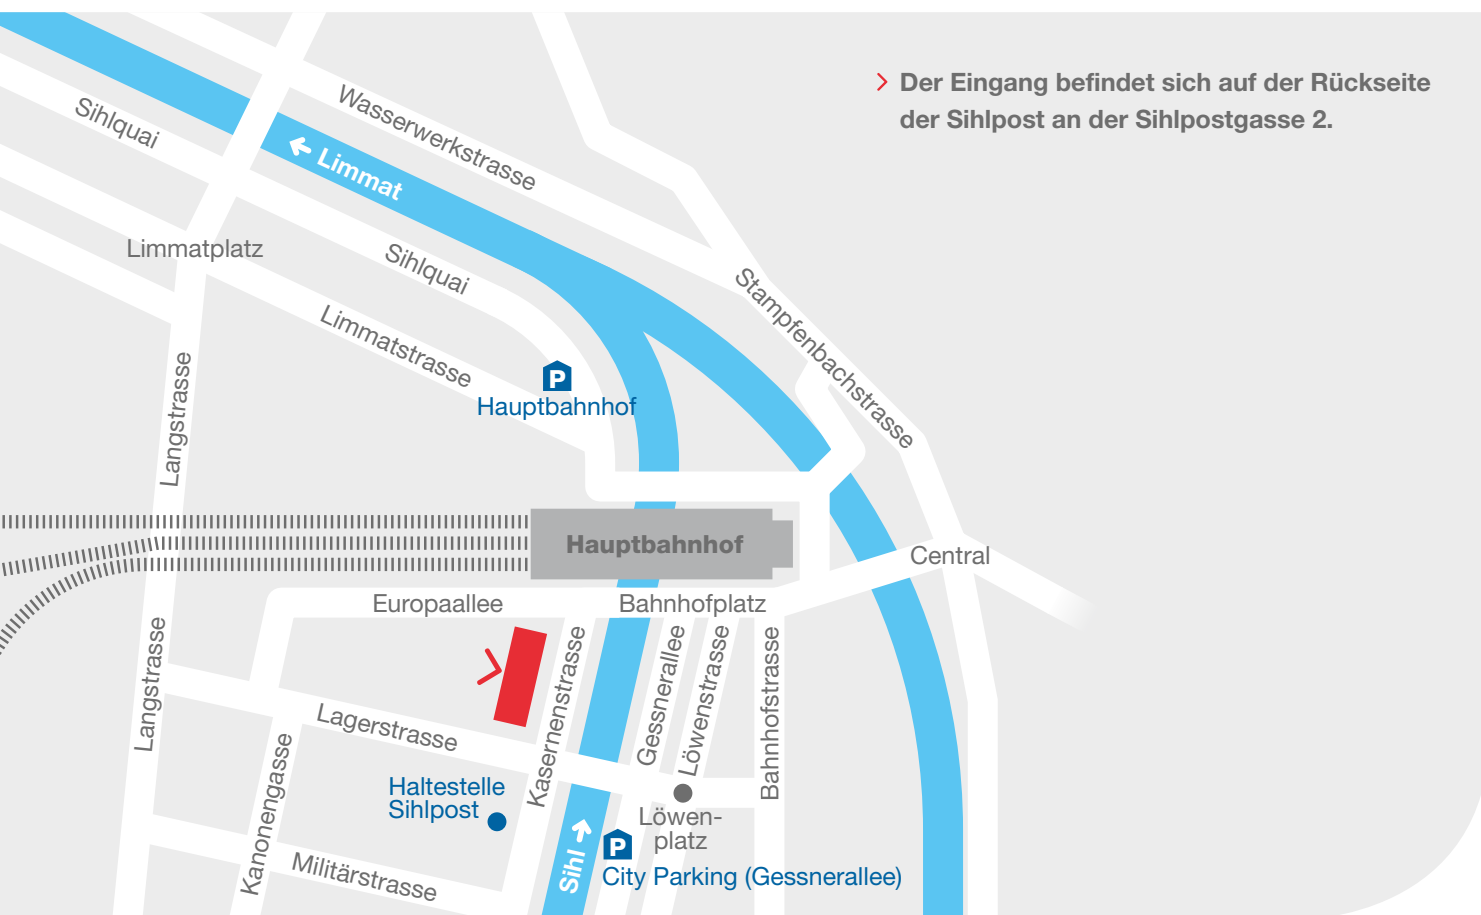 Der Eingang befindet sich auf der Rückseite
der Sihlpost an der Sihlpostgasse 2.
Sihlquai
Wasserwerkstrasse
Limmat
Limmatplatz
Sihlquai
Stampfenbachstrasse
Limmatstrasse
Langstrasse
P
Hauptbahnhof
Hauptbahnhof
Central
Europaallee
Bahnhofplatz
Langstrasse
Kasernenstrasse
Gessnerallee
Löwenstrasse
Bahnhofstrasse
Lagerstrasse
Kanonengasse
Haltestelle
Sihlpost
Löwen-
platz
P
Sihl
Militärstrasse
City Parking (Gessnerallee)